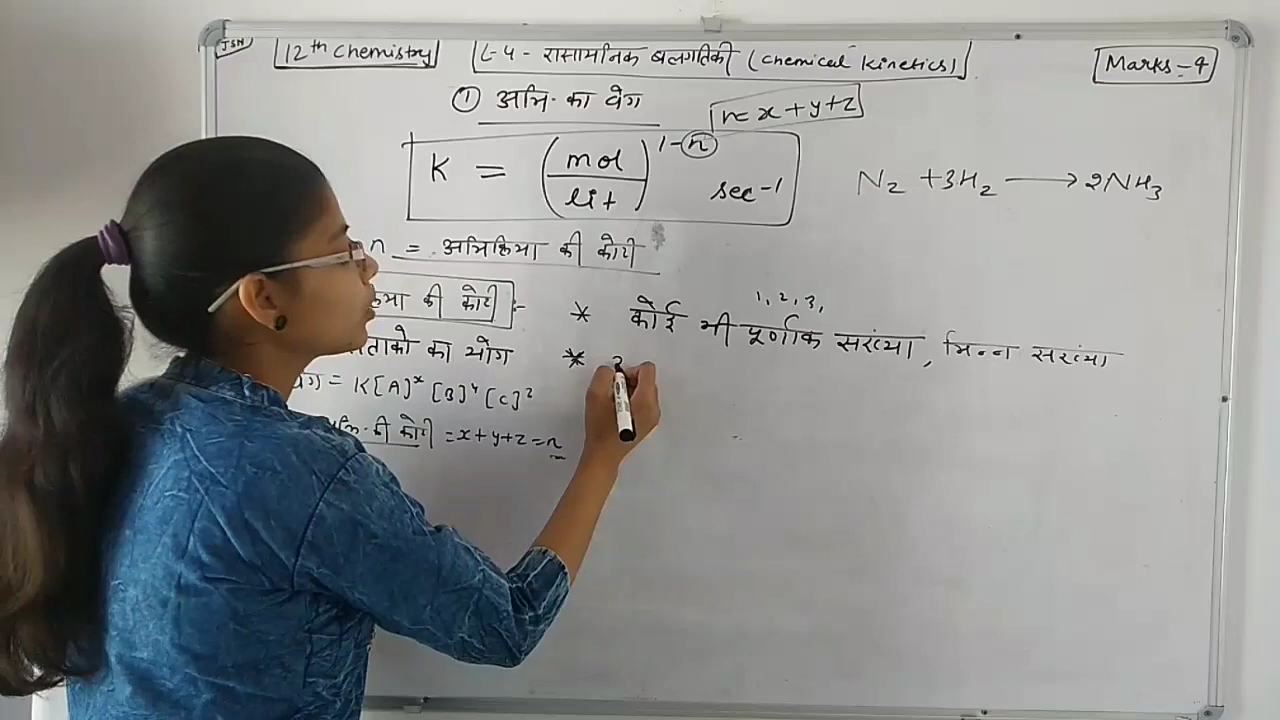 JSN
12th Chemistry
L-4 - रासायनिक बलगतिकी (Chemical Kinetics)
Marks-4
① अभि. का वेग
n = x + y + z
K = (mol/lit)^1-n sec-1
N2 + 3H2 → 2NH3
n = अभिक्रिया की कोटी
की कोटी :-
1, 2, 3,
* कोई भी पूर्णांक संख्या, भिन्न संख्या
का योग
*
= K[A]^x [B]^y [C]^z
की कोटी = x + y + z = n